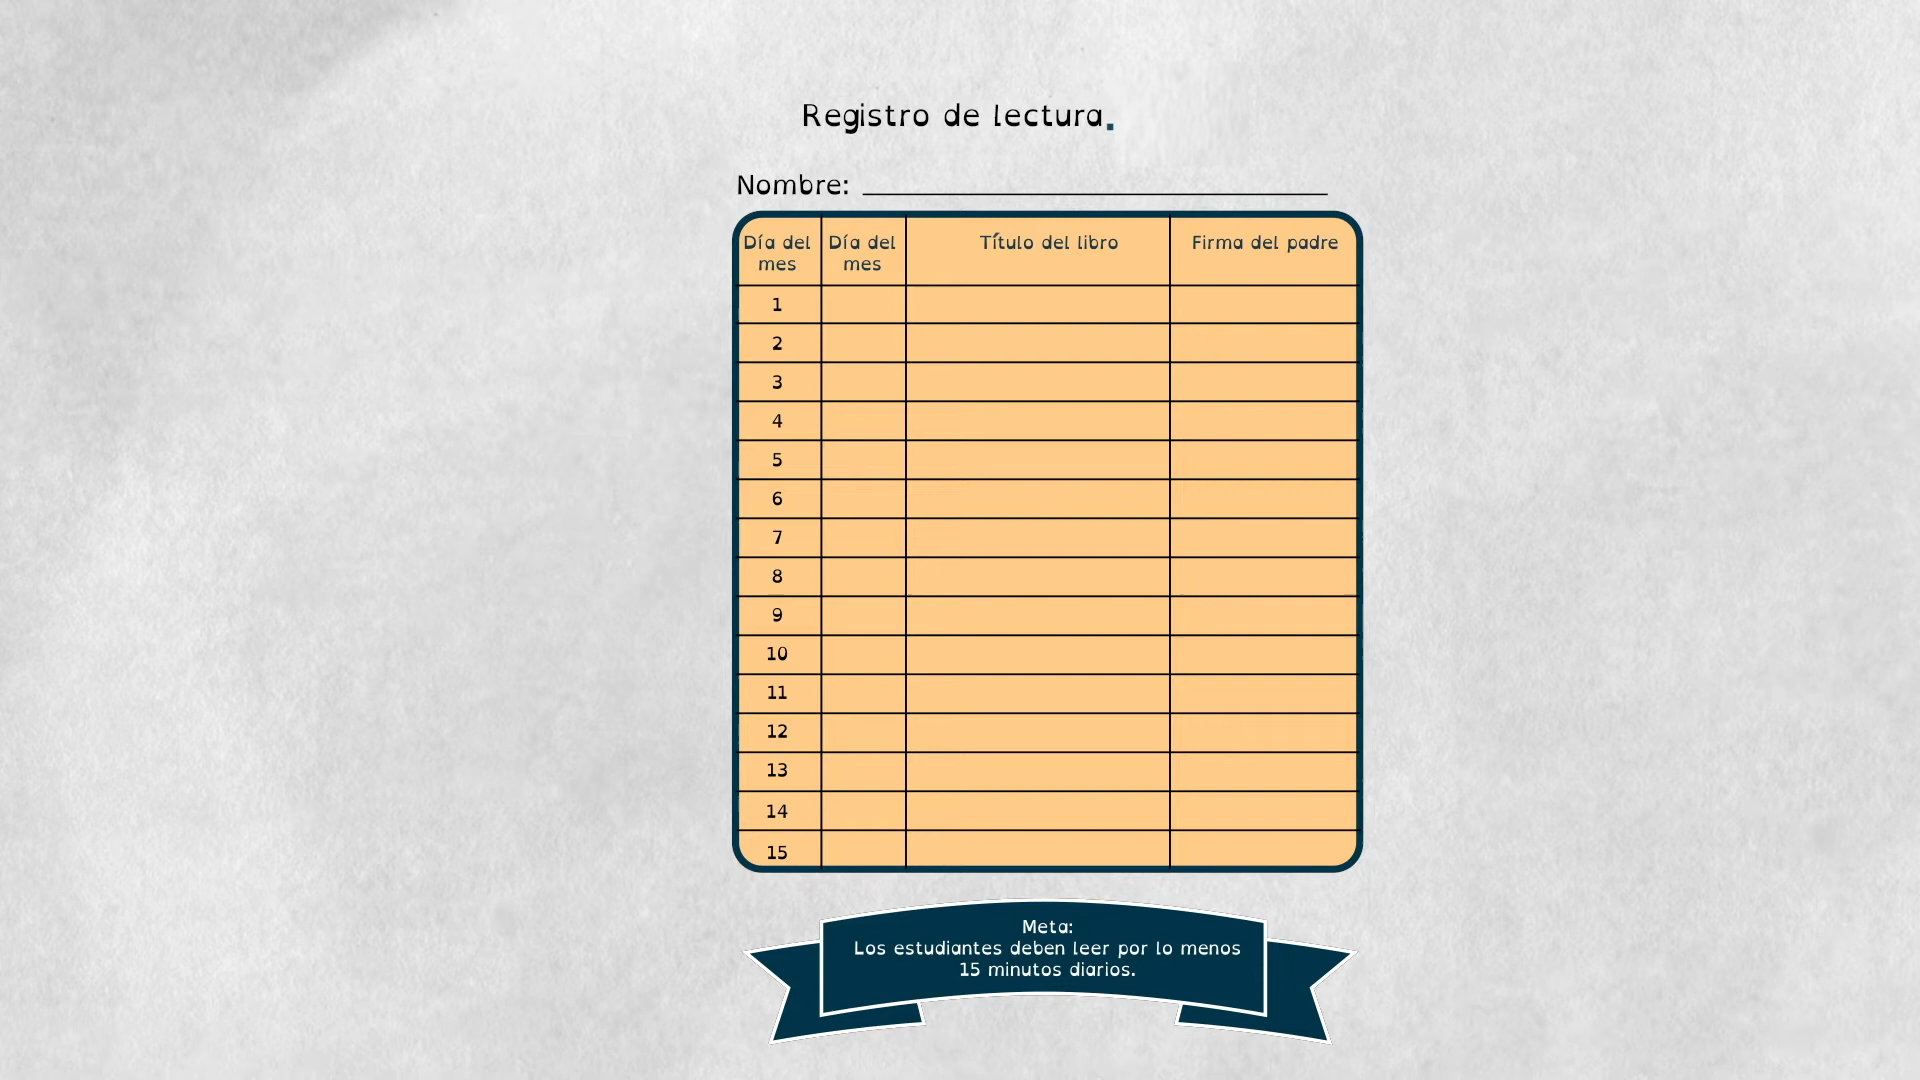 Registro de lectura.
Nombre:
Día del mes Día del mes Título del libro Firma del padre
1
2
3
4
5
6
7
8
9
10
11
12
13
14
15
Meta:
Los estudiantes deben leer por lo menos
15 minutos diarios.